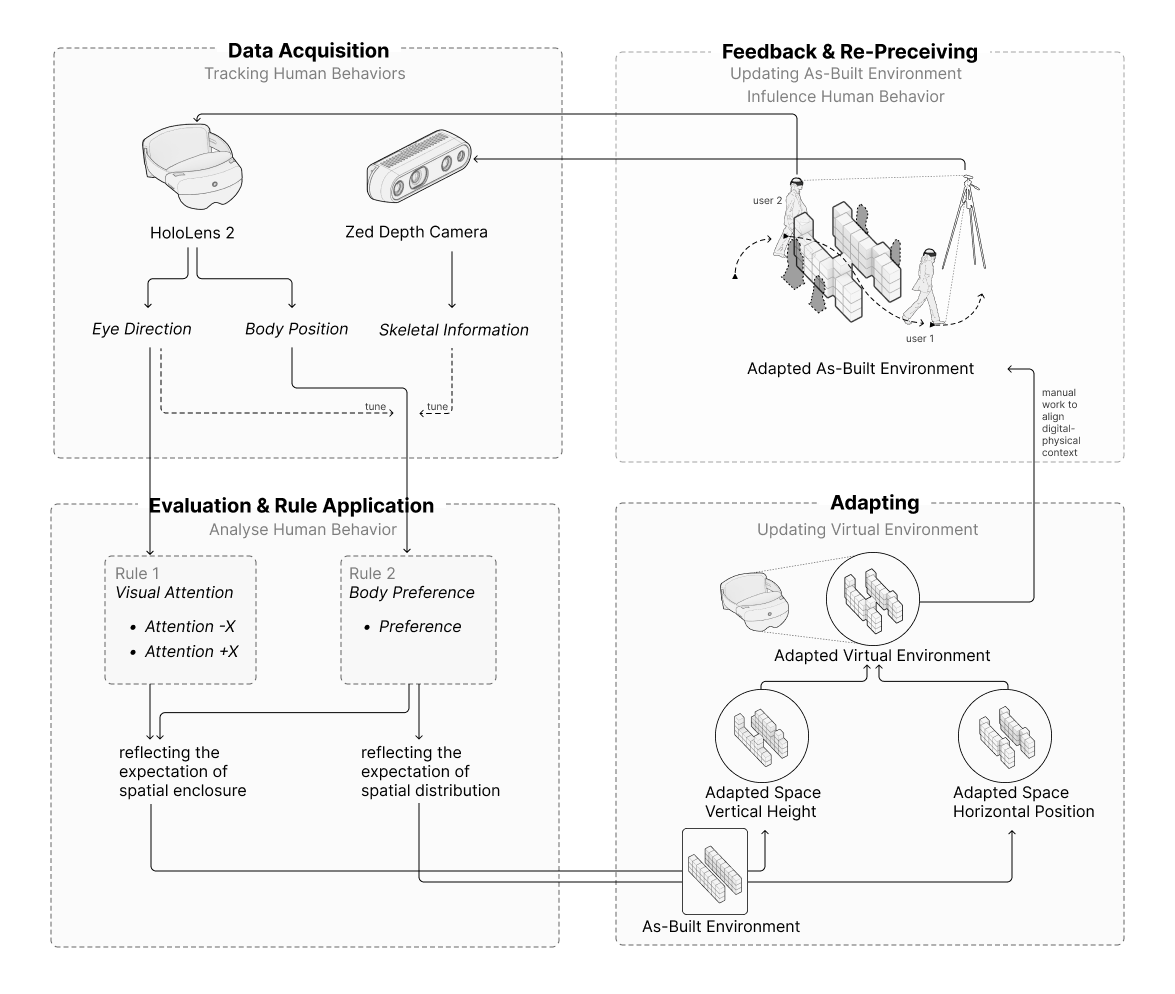 Data Acquisition
Tracking Human Behaviors
HoloLens 2
Zed Depth Camera
Eye Direction
Body Position
Skeletal Information
tune
tune
Feedback & Re-Preceiving
Updating As-Built Environment
Infulence Human Behavior
user 2
user 1
Adapted As-Built Environment
manual
work to
align
digital-
physical
context
Evaluation & Rule Application
Analyse Human Behavior
Rule 1
Visual Attention
• Attention -X
• Attention +X
Rule 2
Body Preference
• Preference
reflecting the
expectation of
spatial enclosure
reflecting the
expectation of
spatial distribution
Adapting
Updating Virtual Environment
Adapted Virtual Environment
Adapted Space
Vertical Height
Adapted Space
Horizontal Position
As-Built Environment